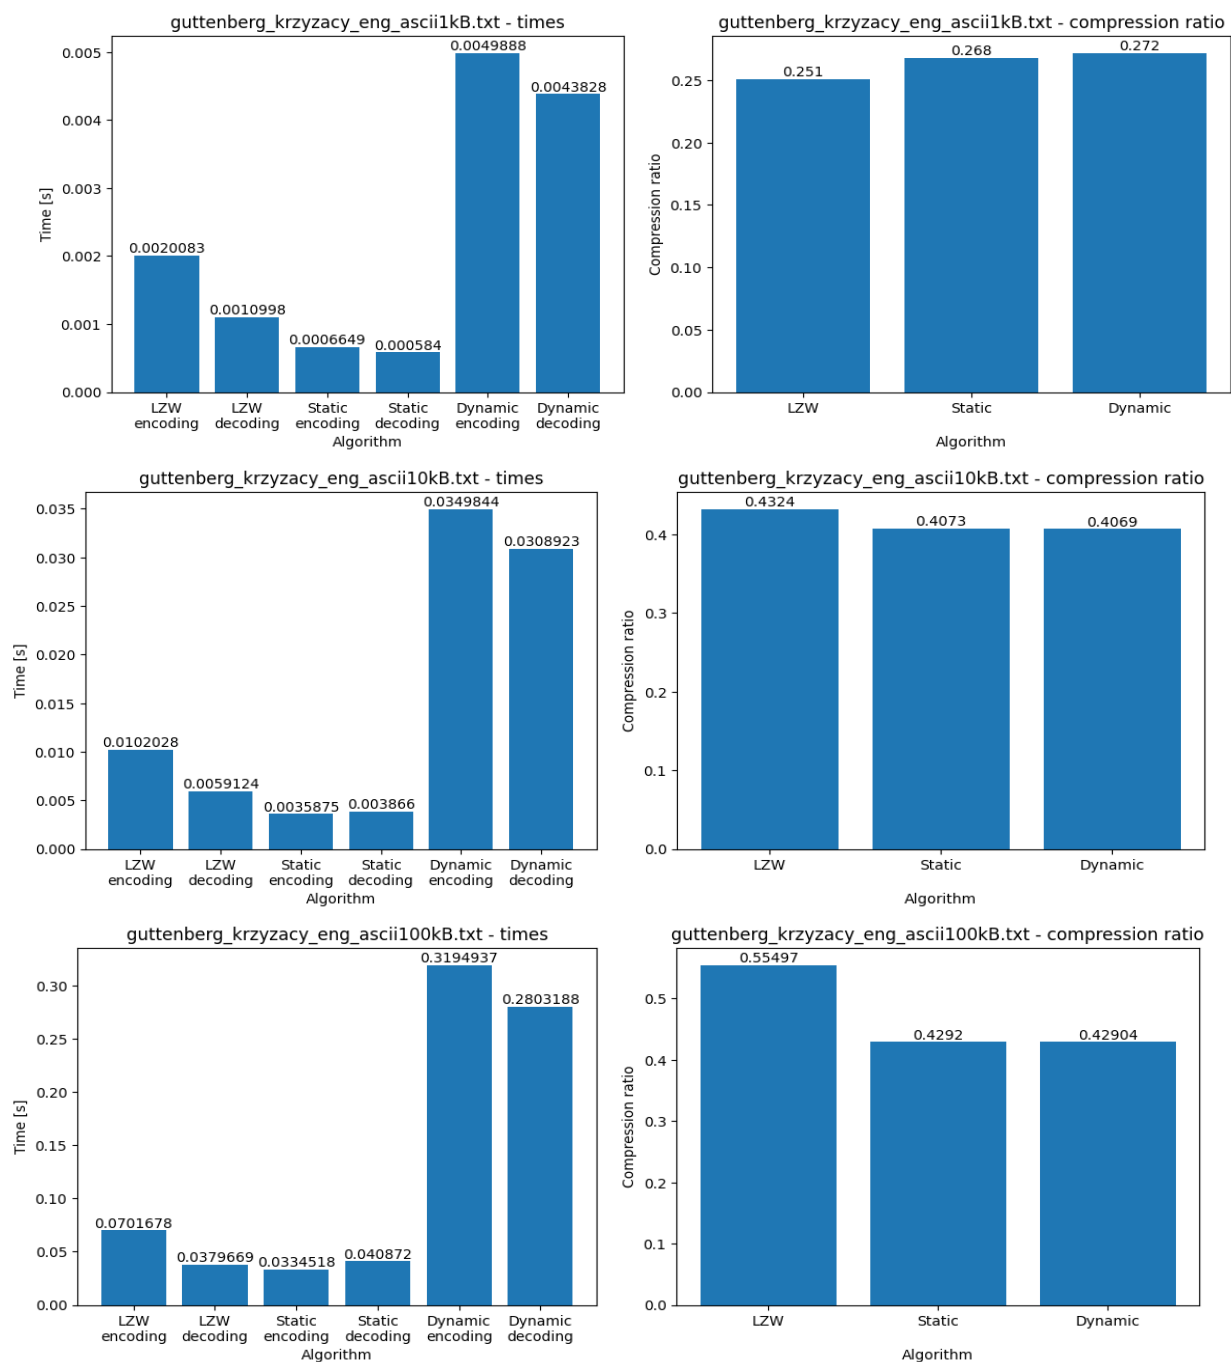 guttenberg_krzyzacy_eng_ascii1kB.txt - times
0.0049888
0.005
0.0043828
0.004
0.003
Time [s]
0.0020083
0.002
0.0010998
0.001
0.0006649
0.000584
0.000
LZW encoding
LZW decoding
Static encoding
Static decoding
Dynamic encoding
Dynamic decoding
Algorithm
guttenberg_krzyzacy_eng_ascii1kB.txt - compression ratio
0.251
0.268
0.272
0.25
0.20
0.15
Compression ratio
0.10
0.05
0.00
LZW
Static
Dynamic
Algorithm
guttenberg_krzyzacy_eng_ascii10kB.txt - times
0.0349844
0.035
0.0308923
0.030
0.025
0.020
Time [s]
0.015
0.0102028
0.010
0.0059124
0.005
0.0035875
0.003866
0.000
LZW encoding
LZW decoding
Static encoding
Static decoding
Dynamic encoding
Dynamic decoding
Algorithm
guttenberg_krzyzacy_eng_ascii10kB.txt - compression ratio
0.4324
0.4073
0.4069
0.4
0.3
Compression ratio
0.2
0.1
0.0
LZW
Static
Dynamic
Algorithm
guttenberg_krzyzacy_eng_ascii100kB.txt - times
0.3194937
0.30
0.2803188
0.25
0.20
Time [s]
0.15
0.10
0.0701678
0.05
0.0379669
0.0334518
0.040872
0.00
LZW encoding
LZW decoding
Static encoding
Static decoding
Dynamic encoding
Dynamic decoding
Algorithm
guttenberg_krzyzacy_eng_ascii100kB.txt - compression ratio
0.55497
0.5
0.4292
0.42904
0.4
0.3
Compression ratio
0.2
0.1
0.0
LZW
Static
Dynamic
Algorithm